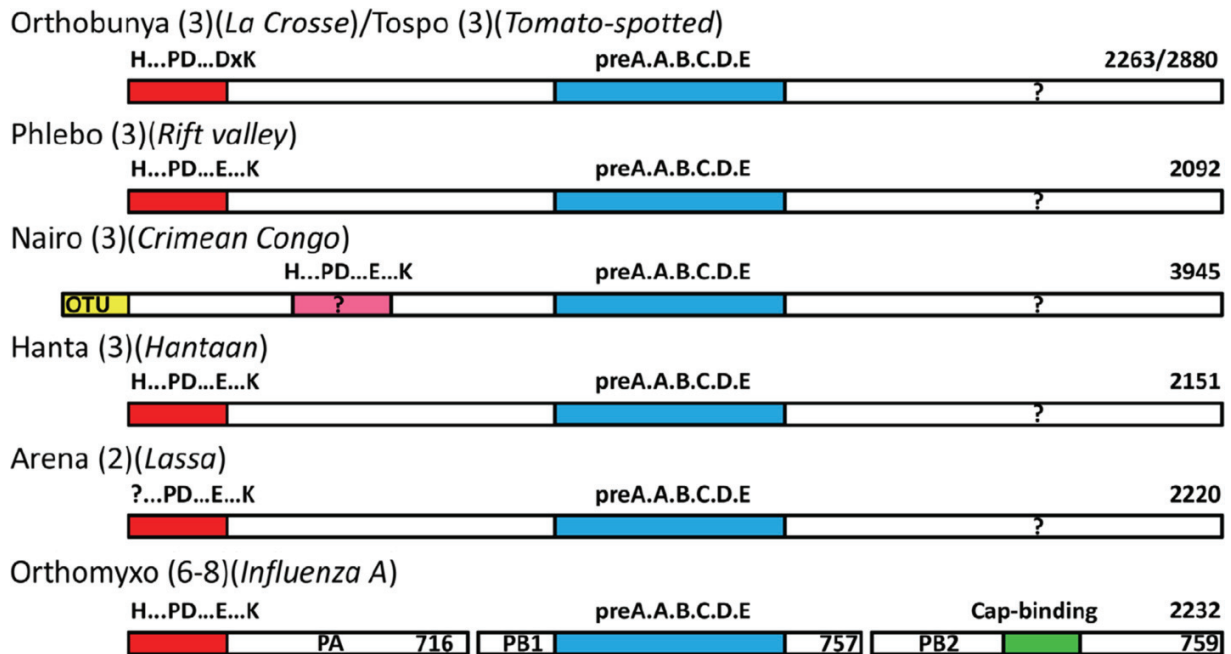 Orthobunya (3)(La Crosse)/Tospo (3)(Tomato-spotted)
H...PD...DxK preA.A.B.C.D.E 2263/2880
?
Phlebo (3)(Rift valley)
H...PD...E...K preA.A.B.C.D.E 2092
?
Nairo (3)(Crimean Congo)
H...PD...E...K preA.A.B.C.D.E 3945
OTU ? ?
Hanta (3)(Hantaan)
H...PD...E...K preA.A.B.C.D.E 2151
?
Arena (2)(Lassa)
?...PD...E...K preA.A.B.C.D.E 2220
?
Orthomyxo (6-8)(Influenza A)
H...PD...E...K preA.A.B.C.D.E Cap-binding 2232
PA 716 PB1 757 PB2 759